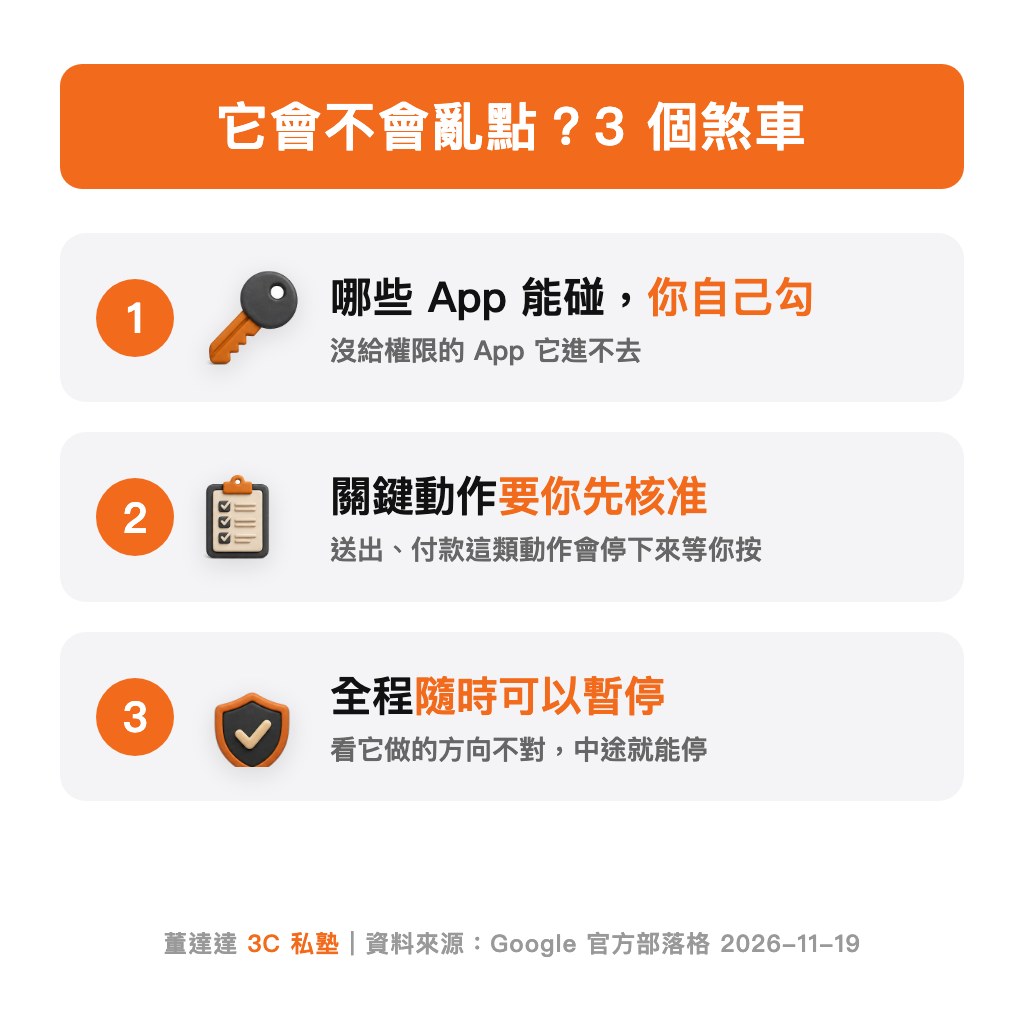 它會不會亂點？3 個煞車
1
哪些 App 能碰，你自己勾
沒給權限的 App 它進不去
2
關鍵動作要你先核准
送出、付款這類動作會停下來等你按
3
全程隨時可以暫停
看它做的方向不對，中途就能停
董達達 3C 私塾｜資料來源：Google 官方部落格 2026-11-19